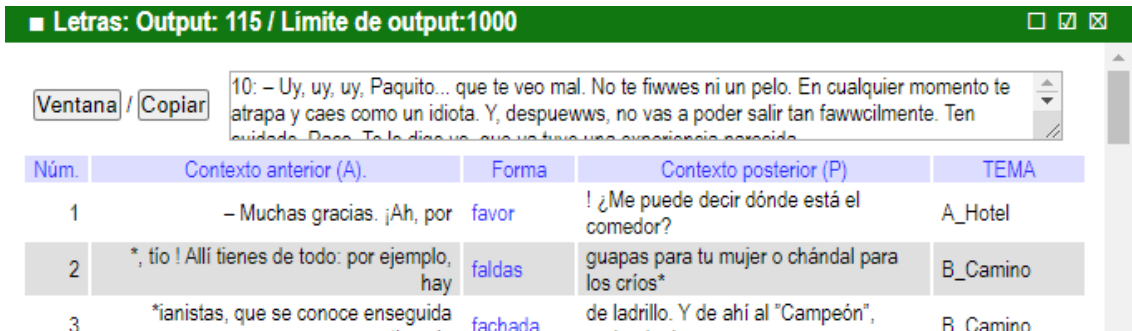 ■ Letras: Output: 115 / Límite de output:1000 ☐ ☑ ☒
10: – Uy, uy, uy, Paquito... que te veo mal. No te fiwwes ni un pelo. En cualquier momento te
Ventana / Copiar
atrapa y caes como un idiota. Y, despuewws, no vas a poder salir tan fawwcilmente. Ten
Núm. Contexto anterior (A). Forma Contexto posterior (P) TEMA
1 – Muchas gracias. ¡Ah, por favor ! ¿Me puede decir dónde está el
comedor? A_Hotel
2 *, tío ! Allí tienes de todo: por ejemplo,
hay faldas guapas para tu mujer o chándal para
los críos* B_Camino
3 *ianistas, que se conoce enseguida
fachada de ladrillo. Y de ahí al "Campeón",
B_Camino